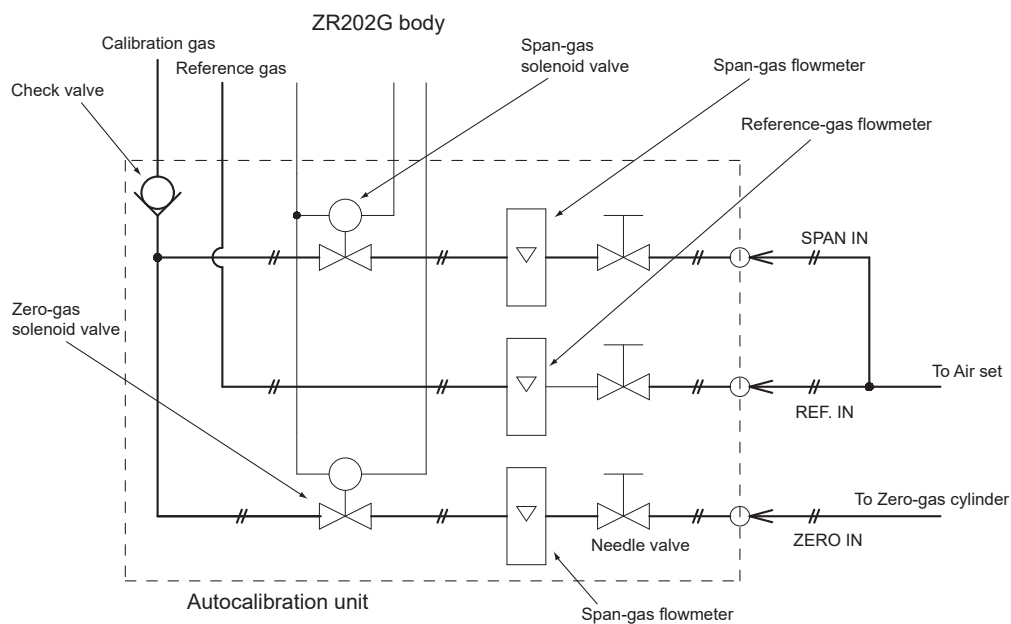 ZR202G body
Calibration gas
Reference gas
Check valve
Span-gas
solenoid valve
Span-gas flowmeter
Reference-gas flowmeter
SPAN IN
Zero-gas
solenoid valve
To Air set
REF. IN
To Zero-gas cylinder
ZERO IN
Needle valve
Autocalibration unit
Span-gas flowmeter